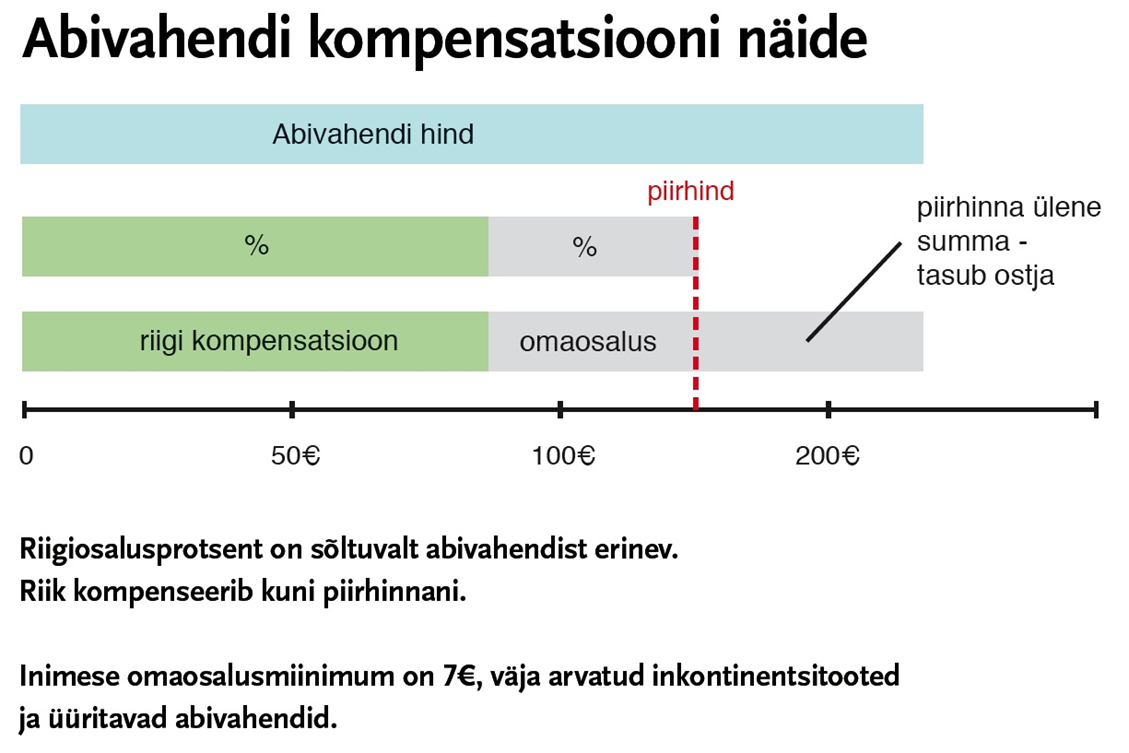 Abivahendi kompensatsiooni näide
Abivahendi hind
piirhind
piirhinna ülene
summa -
tasub ostja
% %
riigi kompensatsioon omaosalus
0 50€ 100€ 200€
Riigiosalusprotsent on sõltuvalt abivahendist erinev.
Riik kompenseerib kuni piirhinnani.
Inimese omaosalusmiinimum on 7€, väja arvatud inkontinentsitooted
ja üüritavad abivahendid.